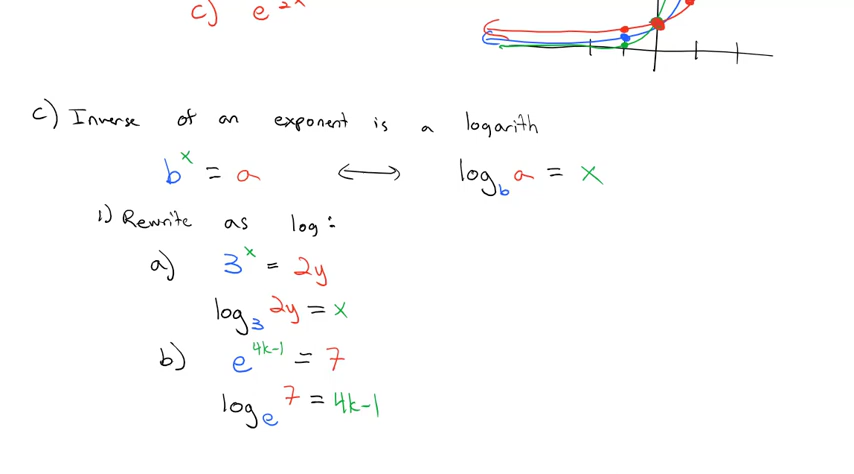 c) e^2x
c) Inverse of an exponent is a logarith
b^x = a ⟷ log_b a = x
1) Rewrite as log:
a) 3^x = 2y
log_3 2y = x
b) e^4k-1 = 7
log_e 7 = 4k-1